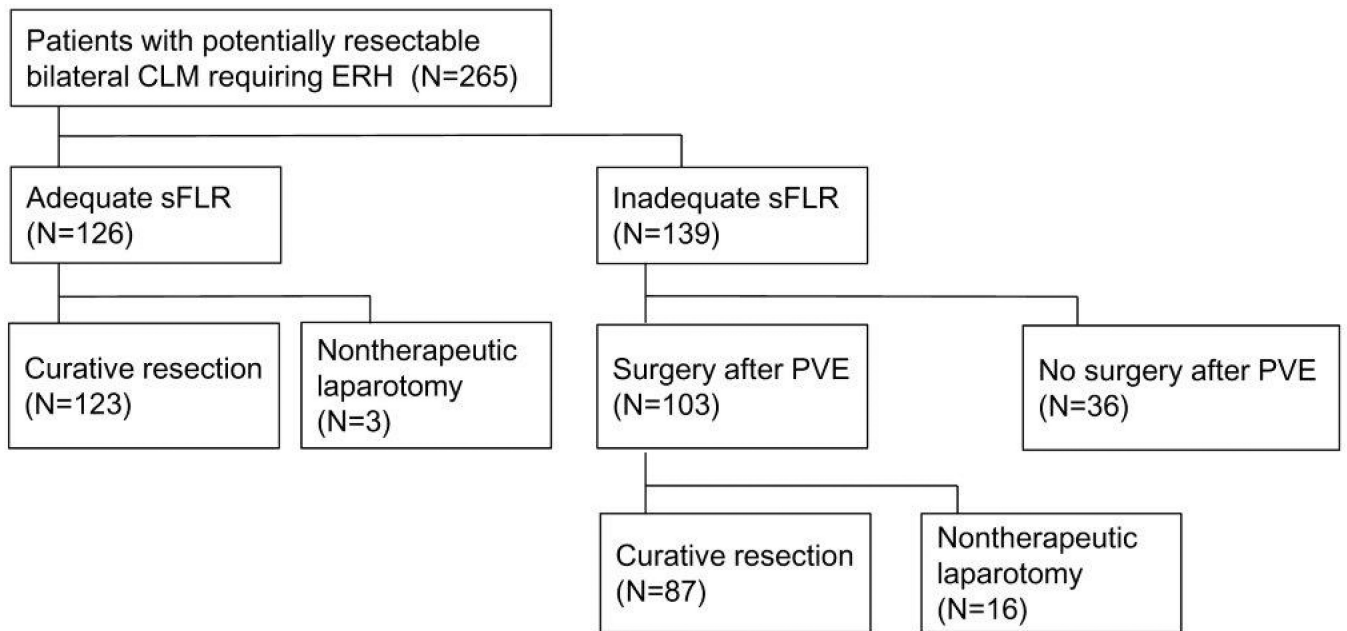 Patients with potentially resectable
bilateral CLM requiring ERH (N=265)
Adequate sFLR
(N=126)
Inadequate sFLR
(N=139)
Curative resection
(N=123)
Nontherapeutic
laparotomy
(N=3)
Surgery after PVE
(N=103)
No surgery after PVE
(N=36)
Curative resection
(N=87)
Nontherapeutic
laparotomy
(N=16)